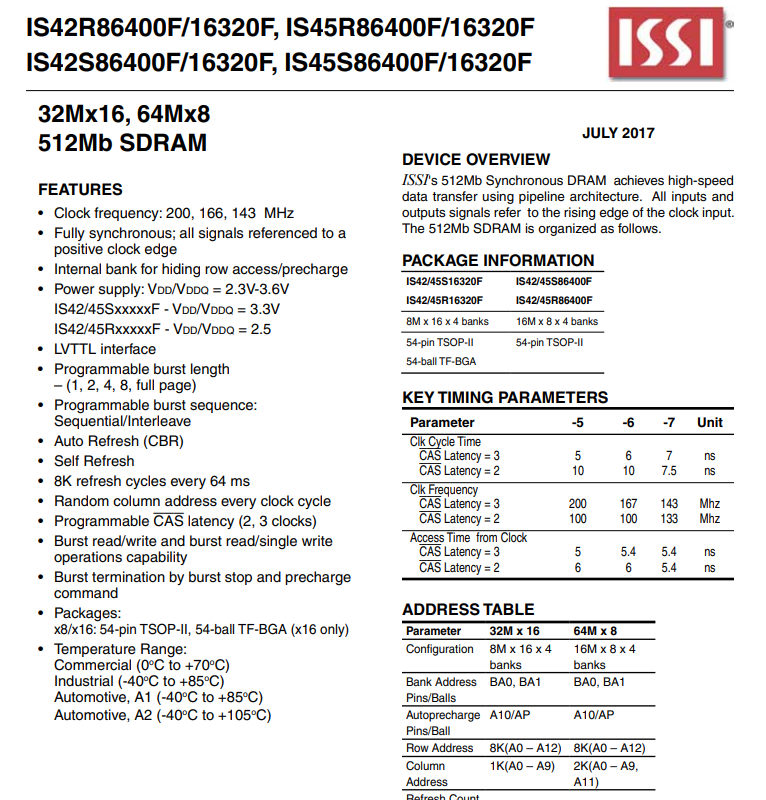 IS42R86400F/16320F, IS45R86400F/16320F
IS42S86400F/16320F, IS45S86400F/16320F
ISSI®
32Mx16, 64Mx8
512Mb SDRAM
JULY 2017
FEATURES
• Clock frequency: 200, 166, 143 MHz
• Fully synchronous; all signals referenced to a
positive clock edge
• Internal bank for hiding row access/precharge
• Power supply: VDD/VDDQ = 2.3V-3.6V
IS42/45SxxxxxF - VDD/VDDQ = 3.3V
IS42/45RxxxxxF - VDD/VDDQ = 2.5
• LVTTL interface
• Programmable burst length
– (1, 2, 4, 8, full page)
• Programmable burst sequence:
Sequential/Interleave
• Auto Refresh (CBR)
• Self Refresh
• 8K refresh cycles every 64 ms
• Random column address every clock cycle
• Programmable CAS latency (2, 3 clocks)
• Burst read/write and burst read/single write
operations capability
• Burst termination by burst stop and precharge
command
• Packages:
x8/x16: 54-pin TSOP-II, 54-ball TF-BGA (x16 only)
• Temperature Range:
Commercial (0°C to +70°C)
Industrial (-40°C to +85°C)
Automotive, A1 (-40°C to +85°C)
Automotive, A2 (-40°C to +105°C)
DEVICE OVERVIEW
ISSI's 512Mb Synchronous DRAM achieves high-speed
data transfer using pipeline architecture. All inputs and
outputs signals refer to the rising edge of the clock input.
The 512Mb SDRAM is organized as follows.
PACKAGE INFORMATION
IS42/45S16320F IS42/45S86400F
IS42/45R16320F IS42/45R86400F
8M x 16 x 4 banks 16M x 8 x 4 banks
54-pin TSOP-II 54-pin TSOP-II
54-ball TF-BGA
KEY TIMING PARAMETERS
Parameter -5 -6 -7 Unit
Clk Cycle Time
CAS Latency = 3 5 6 7 ns
CAS Latency = 2 10 10 7.5 ns
Clk Frequency
CAS Latency = 3 200 167 143 Mhz
CAS Latency = 2 100 100 133 Mhz
Access Time from Clock
CAS Latency = 3 5 5.4 5.4 ns
CAS Latency = 2 6 6 5.4 ns
ADDRESS TABLE
Parameter 32M x 16 64M x 8
Configuration 8M x 16 x 4 16M x 8 x 4
banks banks
Bank Address BA0, BA1 BA0, BA1
Pins/Balls
Autoprecharge A10/AP A10/AP
Pins/Ball
Row Address 8K(A0 – A12) 8K(A0 – A12)
Column 1K(A0 – A9) 2K(A0 – A9,
Address A11)
Refresh Count